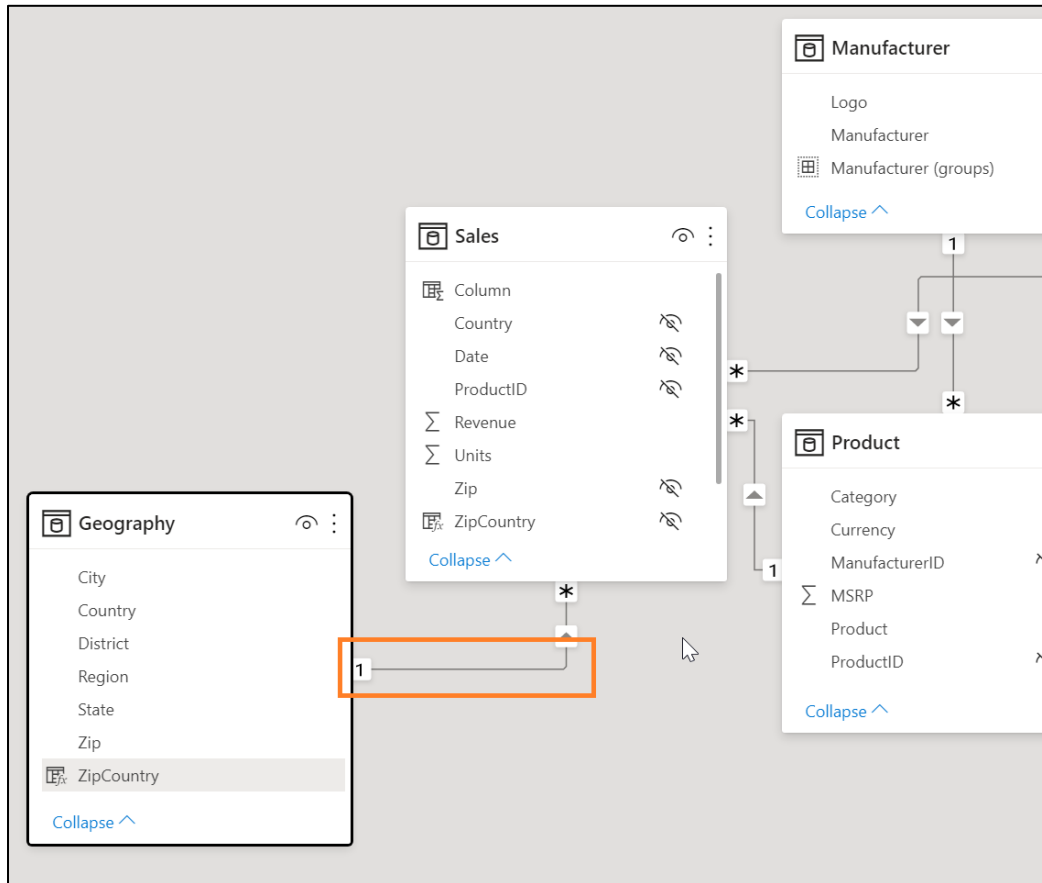 Manufacturer
Logo
Manufacturer
Manufacturer (groups)
Collapse
1
Sales
Column
Country
Date
ProductID
Revenue
Units
Zip
ZipCountry
Collapse
*
*
*
*
Product
Category
Currency
ManufacturerID
MSRP
Product
ProductID
Collapse
1
Geography
City
Country
District
Region
State
Zip
ZipCountry
Collapse
1